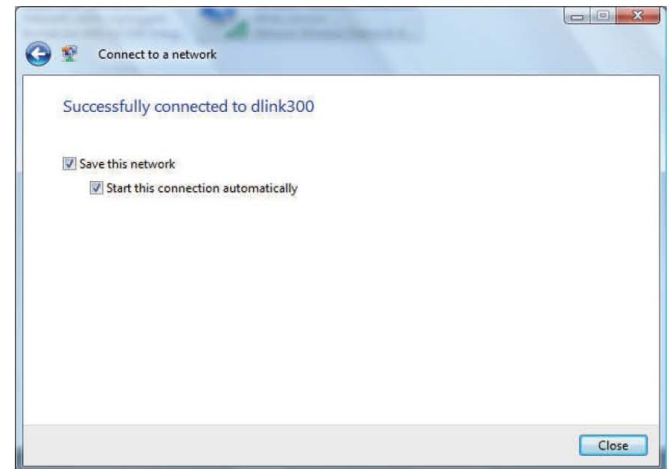 Connect to a network
Successfully connected to dlink300
Save this network
Start this connection automatically
Close